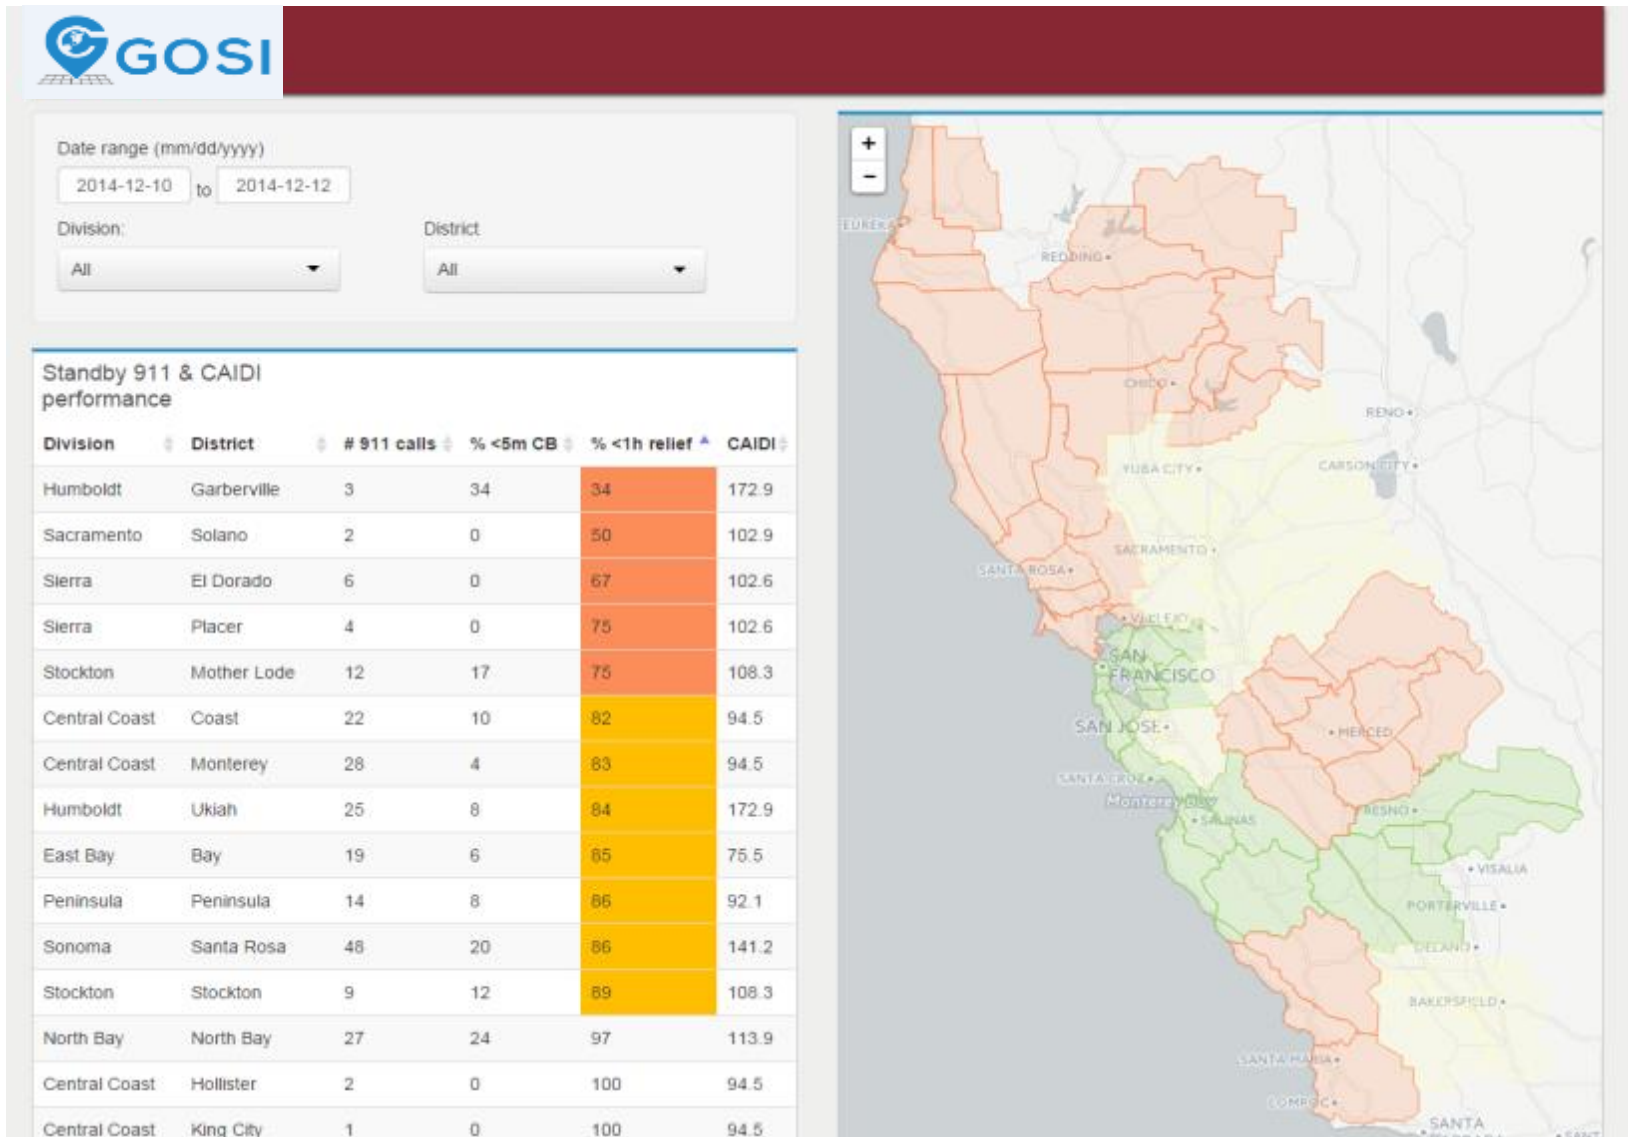 GOSI
Date range (mm/dd/yyyy)
2014-12-10 to 2014-12-12
Division: District
All All
Standby 911 & CAIDI
performance
Division District # 911 calls % <5m CB % <1h relief CAIDI
Humboldt Garberville 3 34 34 172.9
Sacramento Solano 2 0 50 102.9
Sierra El Dorado 6 0 67 102.6
Sierra Placer 4 0 75 102.6
Stockton Mother Lode 12 17 75 108.3
Central Coast Coast 22 10 82 94.5
Central Coast Monterey 28 4 83 94.5
Humboldt Ukiah 25 8 84 172.9
East Bay Bay 19 6 85 75.5
Peninsula Peninsula 14 8 86 92.1
Sonoma Santa Rosa 48 20 86 141.2
Stockton Stockton 9 12 89 108.3
North Bay North Bay 27 24 97 113.9
Central Coast Hollister 2 0 100 94.5
Central Coast King City 1 0 100 94.5
+
-
EUREKA
REDDING
CHICO
RENO
YUBA CITY
CARSON CITY
SACRAMENTO
SANTA ROSA
VALLEJO
SAN
FRANCISCO
SAN JOSE
MERCED
SANTA CRUZ
Monterey Bay
SALINAS
FRESNO
VISALIA
PORTERVILLE
DELANO
BAKERSFIELD
SANTA MARIA
LOMPOC
SANTA